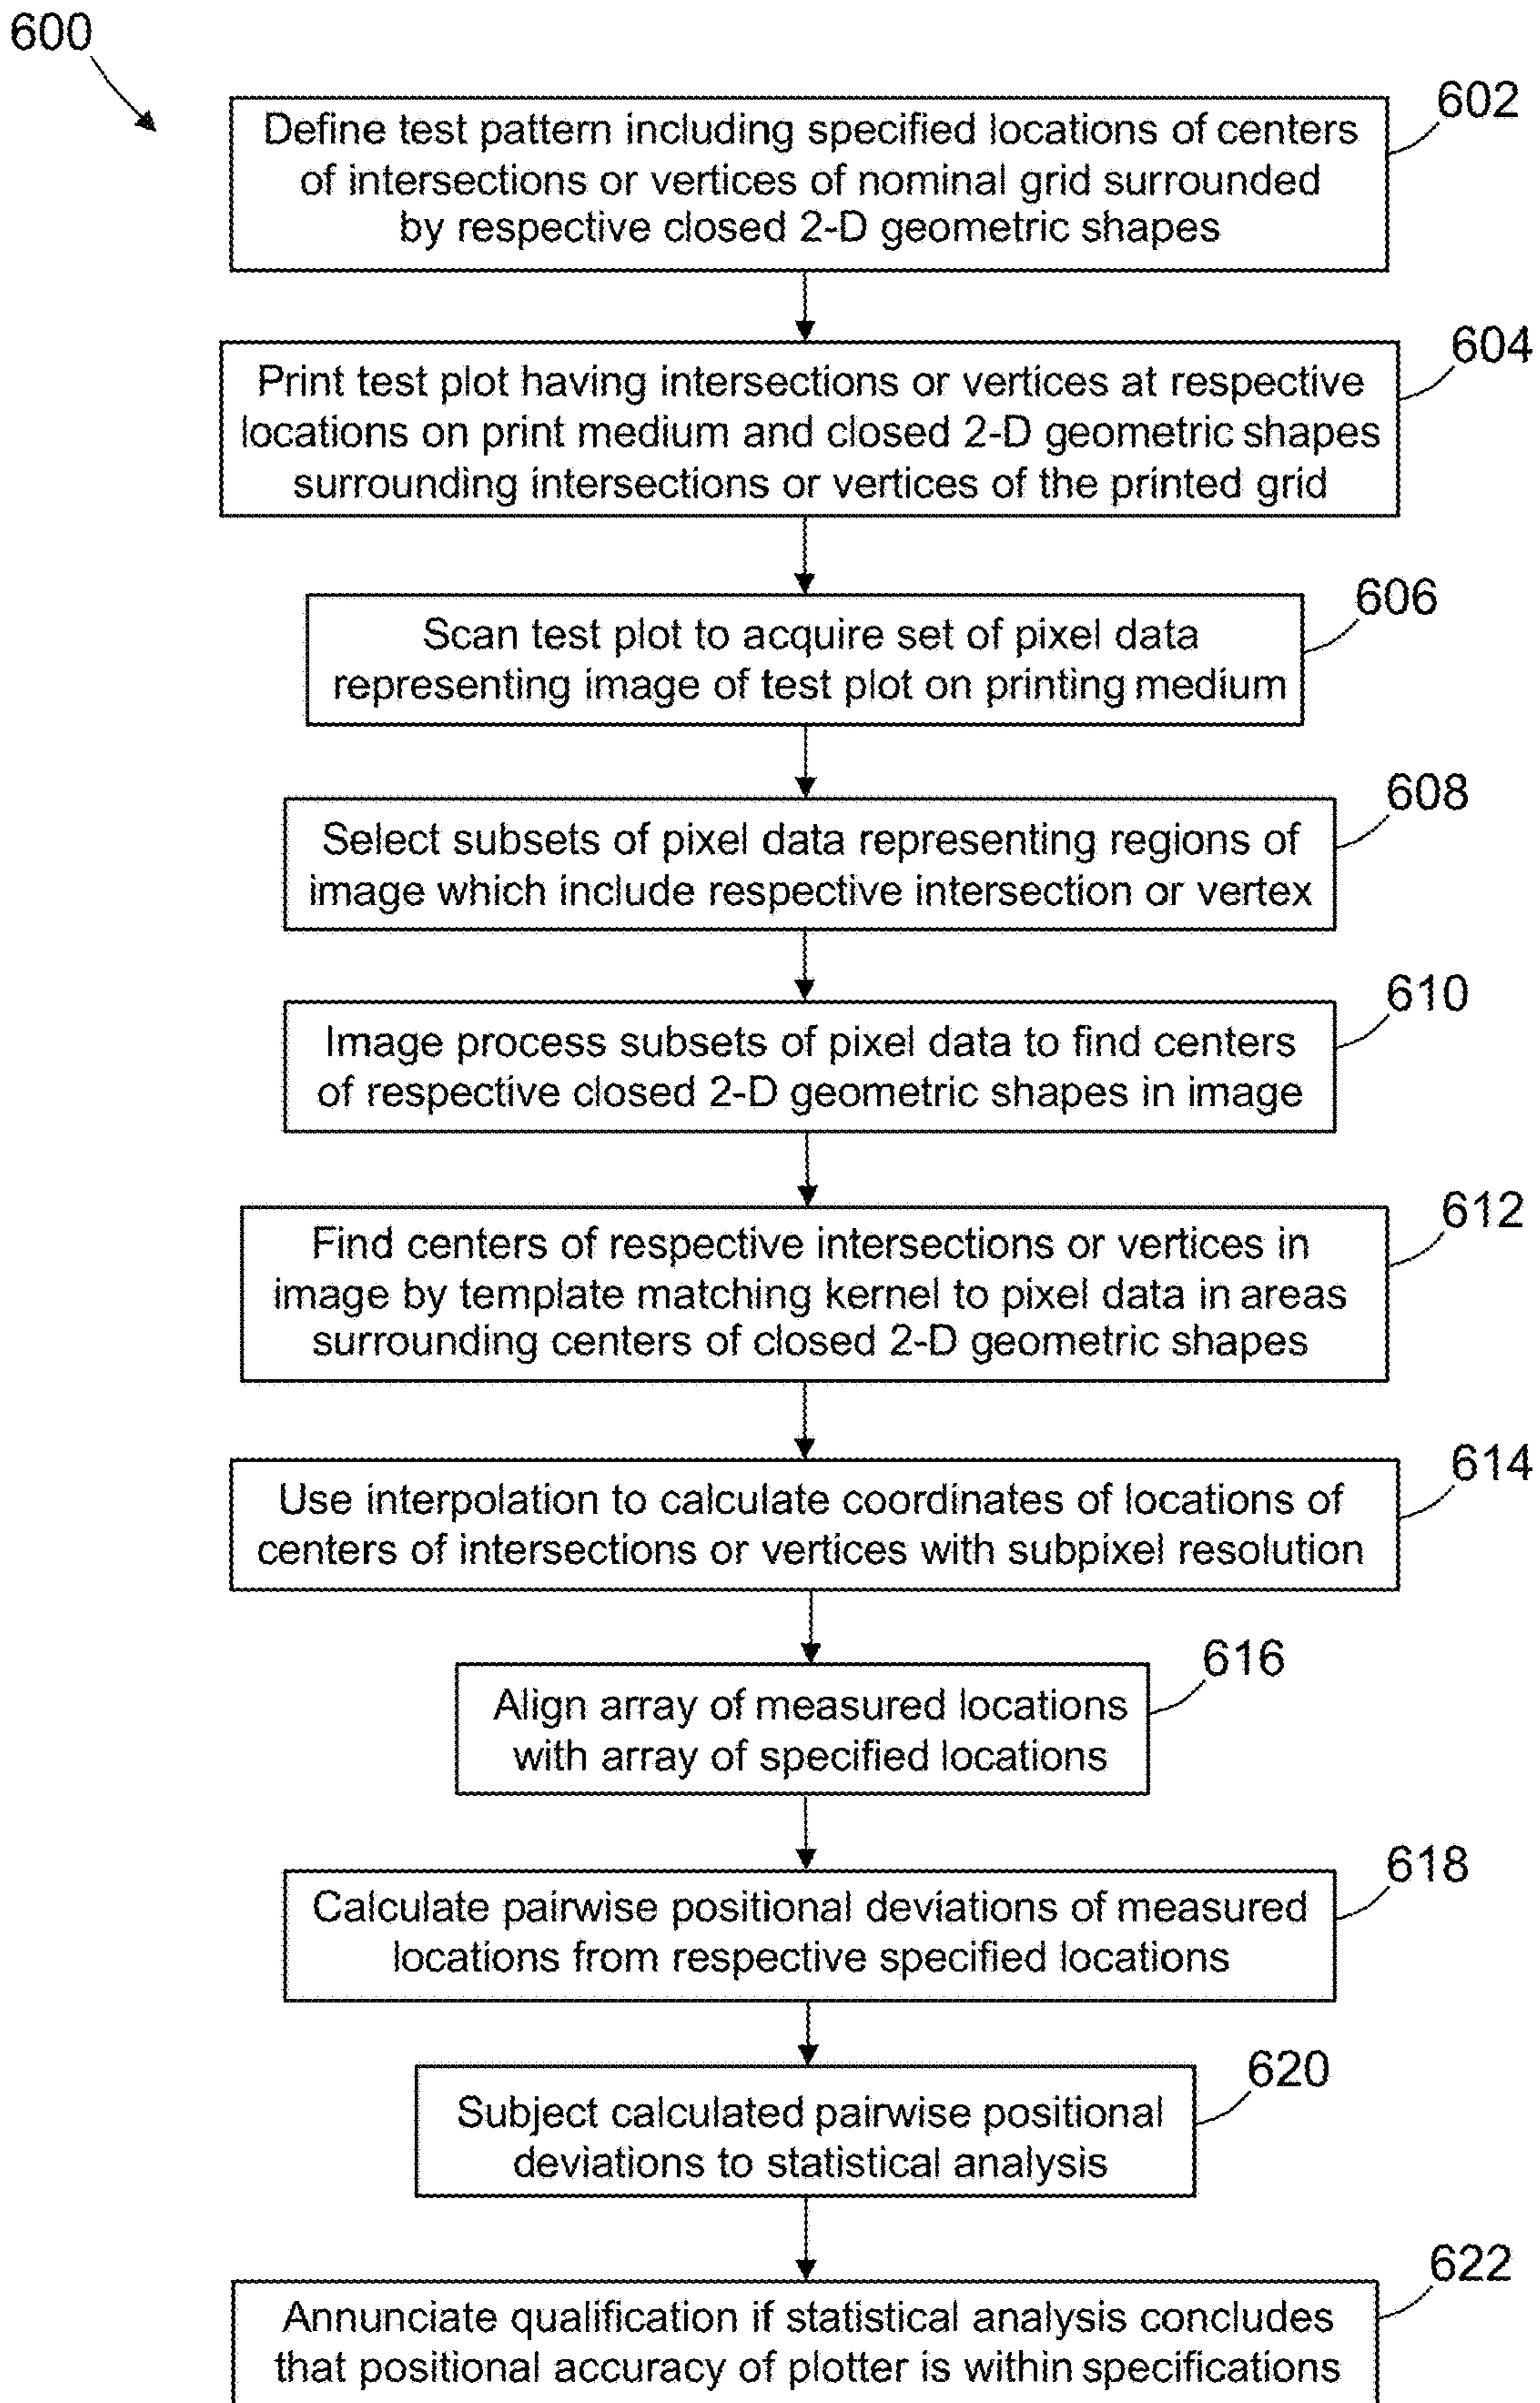 600
602
Define test pattern including specified locations of centers
of intersections or vertices of nominal grid surrounded
by respective closed 2-D geometric shapes
604
Print test plot having intersections or vertices at respective
locations on print medium and closed 2-D geometric shapes
surrounding intersections or vertices of the printed grid
606
Scan test plot to acquire set of pixel data
representing image of test plot on printing medium
608
Select subsets of pixel data representing regions of
image which include respective intersection or vertex
610
Image process subsets of pixel data to find centers
of respective closed 2-D geometric shapes in image
612
Find centers of respective intersections or vertices in
image by template matching kernel to pixel data in areas
surrounding centers of closed 2-D geometric shapes
614
Use interpolation to calculate coordinates of locations of
centers of intersections or vertices with subpixel resolution
616
Align array of measured locations
with array of specified locations
618
Calculate pairwise positional deviations of measured
locations from respective specified locations
620
Subject calculated pairwise positional
deviations to statistical analysis
622
Annunciate qualification if statistical analysis concludes
that positional accuracy of plotter is within specifications